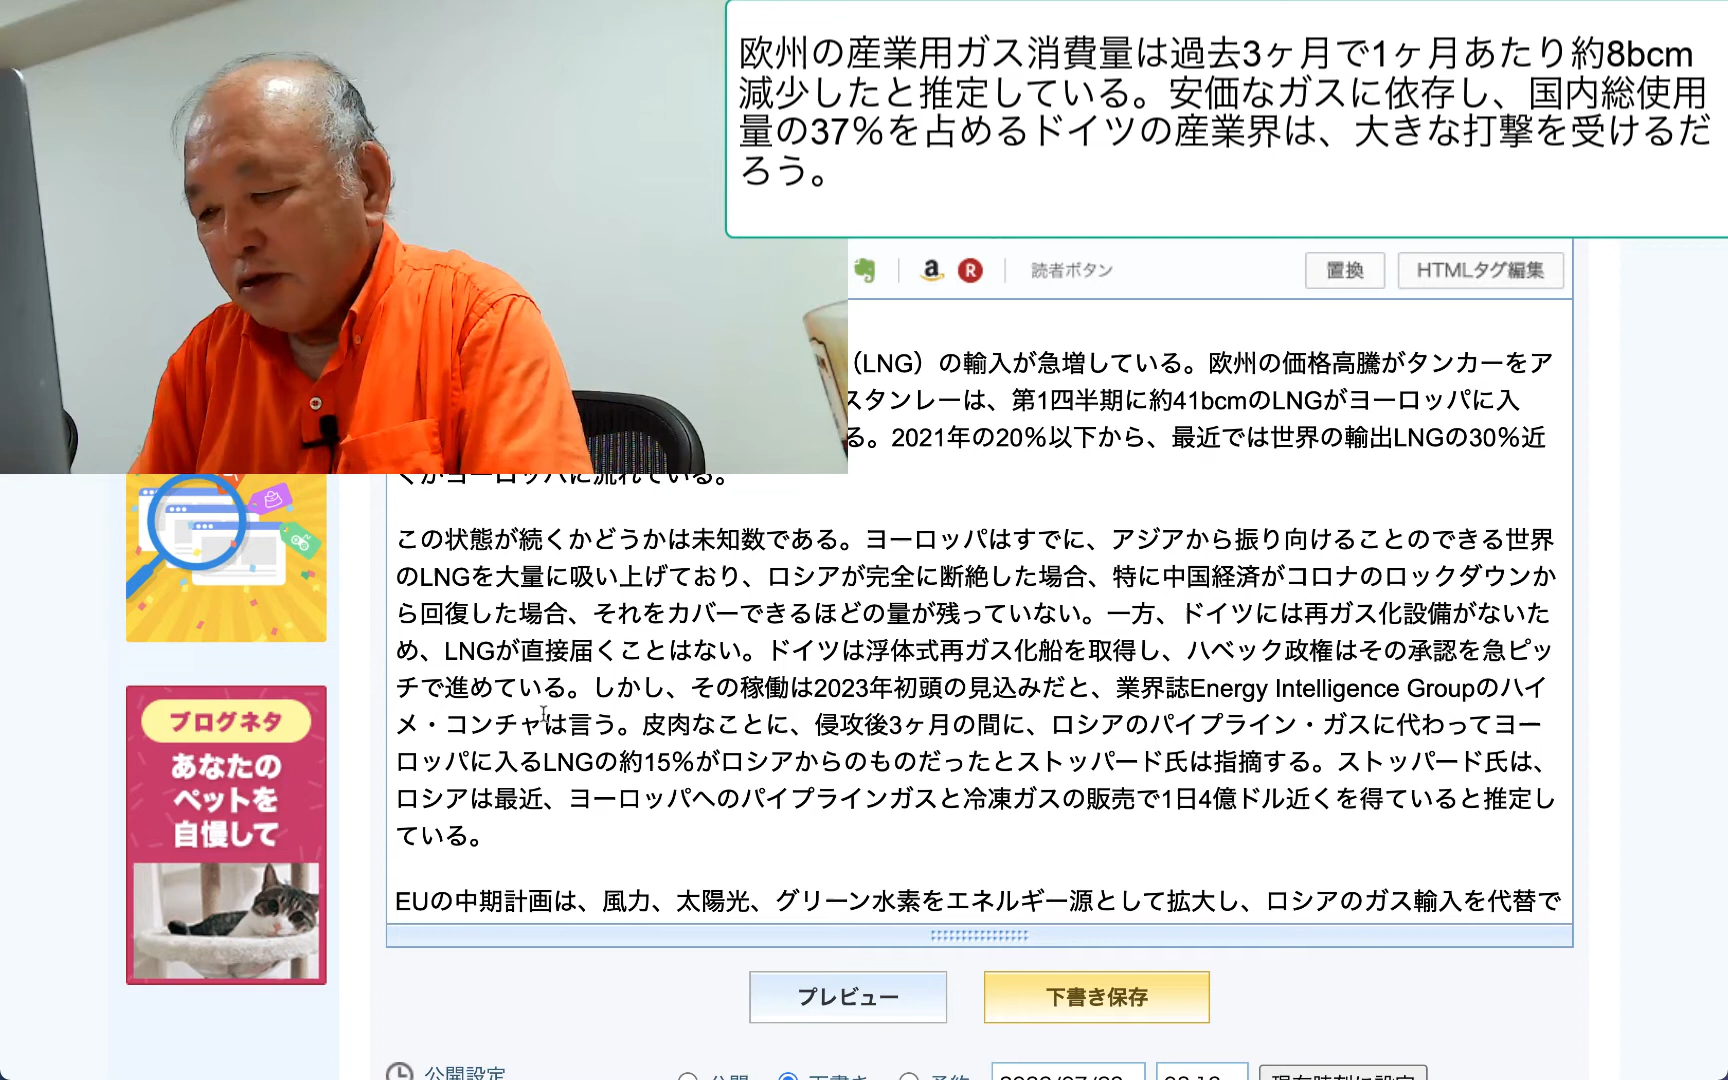 欧州の産業用ガス消費量は過去3ヶ月で1ヶ月あたり約8bcm
減少したと推定している。安価なガスに依存し、国内総使用
量の37％を占めるドイツの産業界は、大きな打撃を受けるだ
ろう。
a R 読者ボタン 置換 HTMLタグ編集
（LNG）の輸入が急増している。欧州の価格高騰がタンカーをア
スタンレーは、第1四半期に約41bcmのLNGがヨーロッパに入
る。2021年の20％以下から、最近では世界の輸出LNGの30％近
くがヨーロッパに流れている。
この状態が続くかどうかは未知数である。ヨーロッパはすでに、アジアから振り向けることのできる世界
のLNGを大量に吸い上げており、ロシアが完全に断絶した場合、特に中国経済がコロナのロックダウンか
ら回復した場合、それをカバーできるほどの量が残っていない。一方、ドイツには再ガス化設備がないた
め、LNGが直接届くことはない。ドイツは浮体式再ガス化船を取得し、ハベック政権はその承認を急ピッ
チで進めている。しかし、その稼働は2023年初頭の見込みだと、業界誌Energy Intelligence Groupのハイ
メ・コンチャは言う。皮肉なことに、侵攻後3ヶ月の間に、ロシアのパイプライン・ガスに代わってヨー
ロッパに入るLNGの約15％がロシアからのものだったとストッパード氏は指摘する。ストッパード氏は、
ロシアは最近、ヨーロッパへのパイプラインガスと冷凍ガスの販売で1日4億ドル近くを得ていると推定し
ている。
EUの中期計画は、風力、太陽光、グリーン水素をエネルギー源として拡大し、ロシアのガス輸入を代替で
ブログネタ
あなたの
ペットを
自慢して
プレビュー 下書き保存
公開設定 公開 下書き 予約 現在時刻に設定